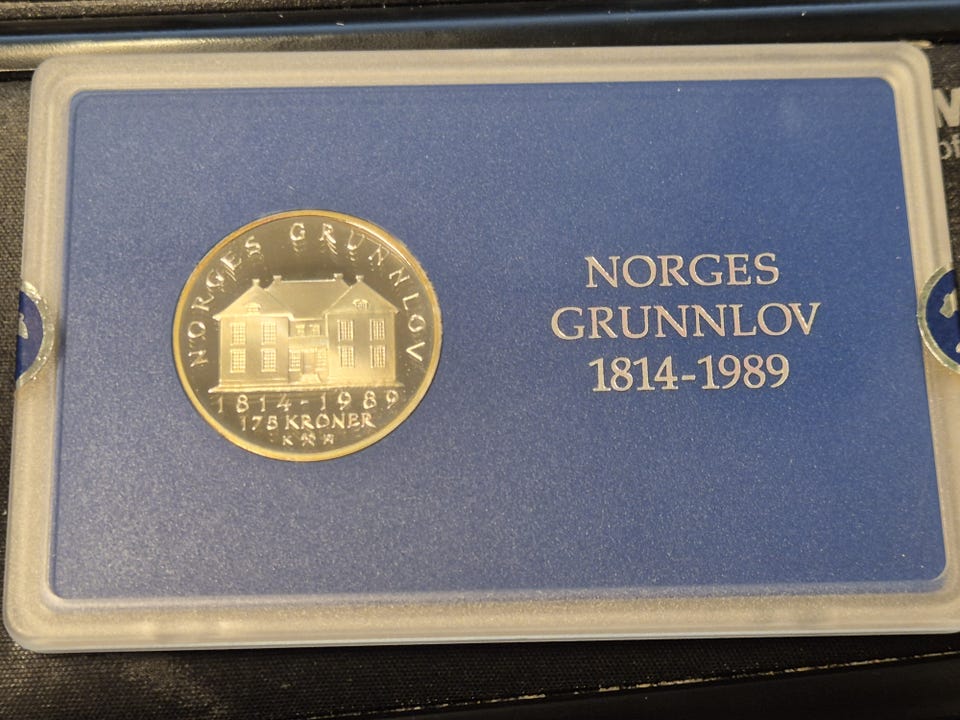 NORGES GRUNNLOV
1814-1989
175 KRONER
K ⚒ W
NORGES
GRUNNLOV
1814-1989